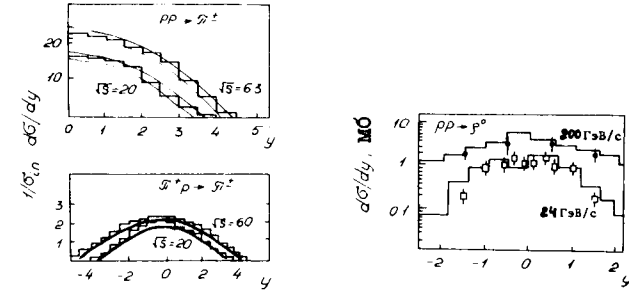 pp → π±
20
10
√s=20
√s=63
0 1 2 3 4 5 y
1/σin dσ/dy
π+p → π±
3
2
1
√s=60
√s=20
-4 -2 0 2 4 y
dσ/dy, мб
10
1
0.1
pp → ρ°
200 ГэВ/с
24 ГэВ/с
-2 -1 0 1 2 y